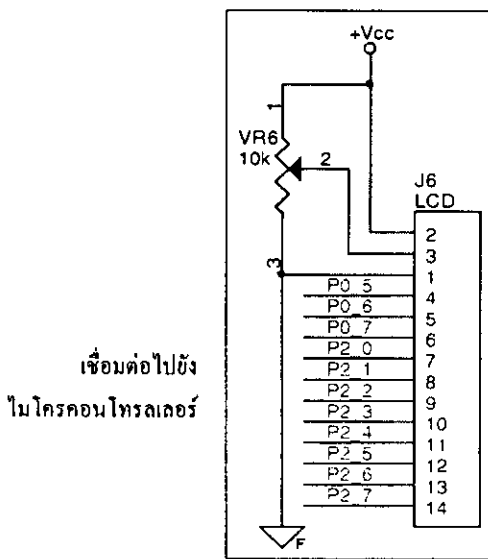 +Vcc
1
VR6
10k
2
J6
LCD
2
3
3
1
P0_5
4
P0_6
5
P0_7
6
P2_0
7
P2_1
8
P2_2
9
P2_3
10
P2_4
11
P2_5
12
P2_6
13
P2_7
14
เชื่อมต่อไปยัง
ไมโครคอนโทรลเลอร์
F